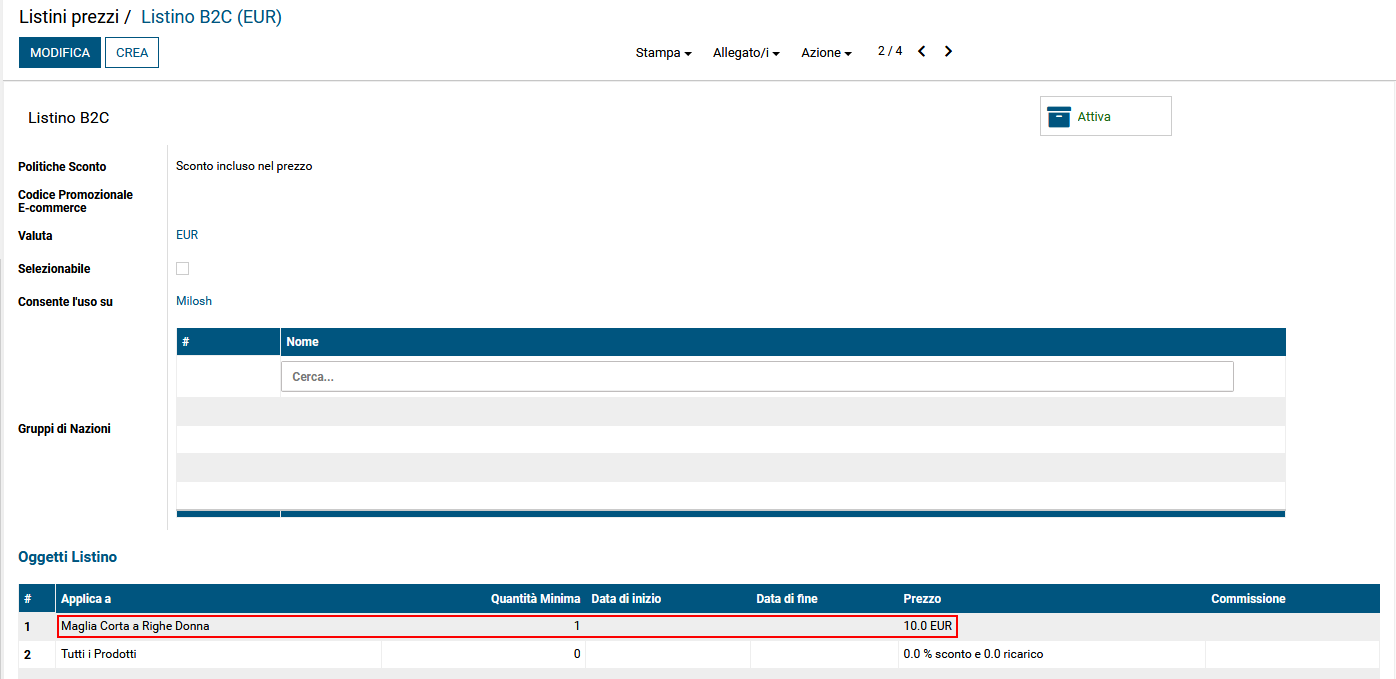 Listini prezzi / Listino B2C (EUR)
MODIFICA CREA Stampa Allegato/i Azione 2 / 4
Listino B2C Attiva
Politiche Sconto Sconto incluso nel prezzo
Codice Promozionale
E-commerce
Valuta EUR
Selezionabile
Consente l'uso su Milosh
# Nome
Cerca...
Gruppi di Nazioni
Oggetti Listino
# Applica a Quantità Minima Data di inizio Data di fine Prezzo Commissione
1 Maglia Corta a Righe Donna 1 10.0 EUR
2 Tutti i Prodotti 0 0.0 % sconto e 0.0 ricarico